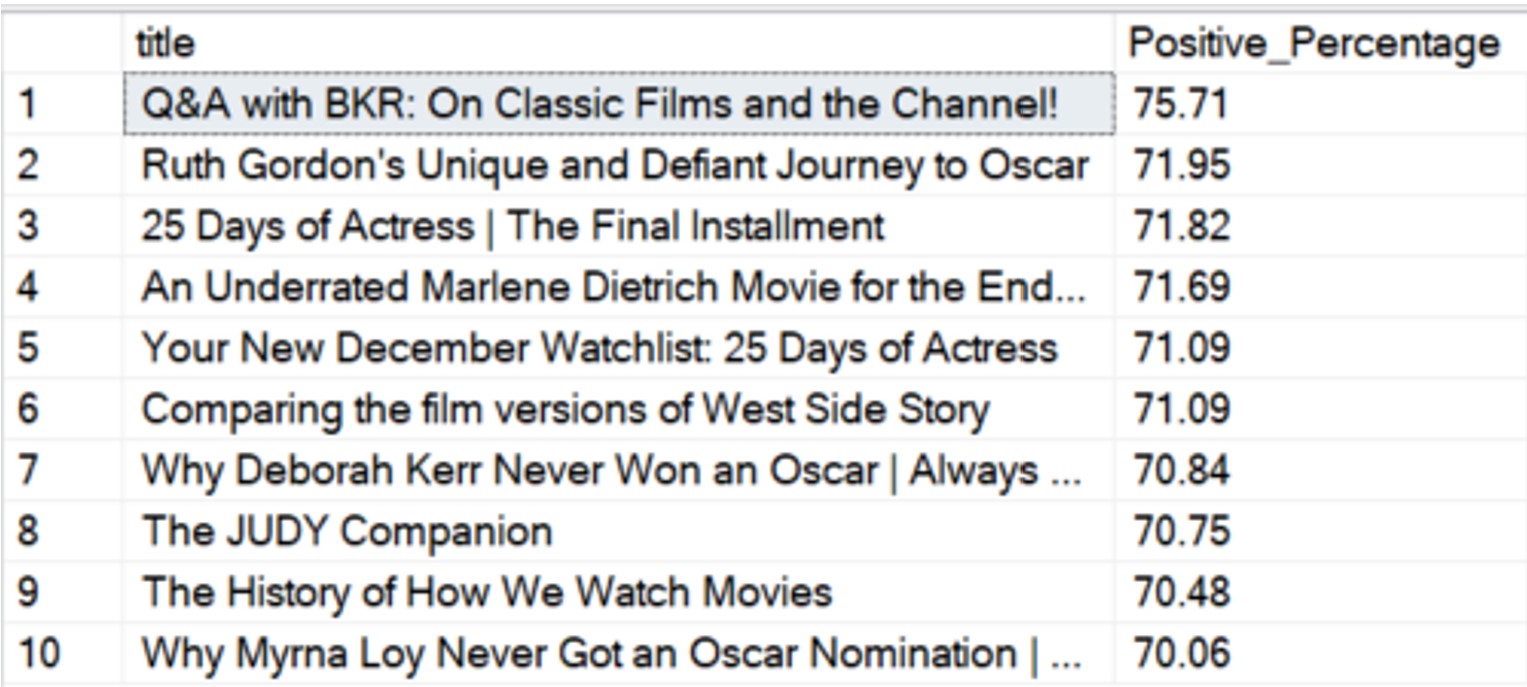 title Positive_Percentage
1 Q&A with BKR: On Classic Films and the Channel! 75.71
2 Ruth Gordon's Unique and Defiant Journey to Oscar 71.95
3 25 Days of Actress | The Final Installment 71.82
4 An Underrated Marlene Dietrich Movie for the End... 71.69
5 Your New December Watchlist: 25 Days of Actress 71.09
6 Comparing the film versions of West Side Story 71.09
7 Why Deborah Kerr Never Won an Oscar | Always ... 70.84
8 The JUDY Companion 70.75
9 The History of How We Watch Movies 70.48
10 Why Myrna Loy Never Got an Oscar Nomination | ... 70.06